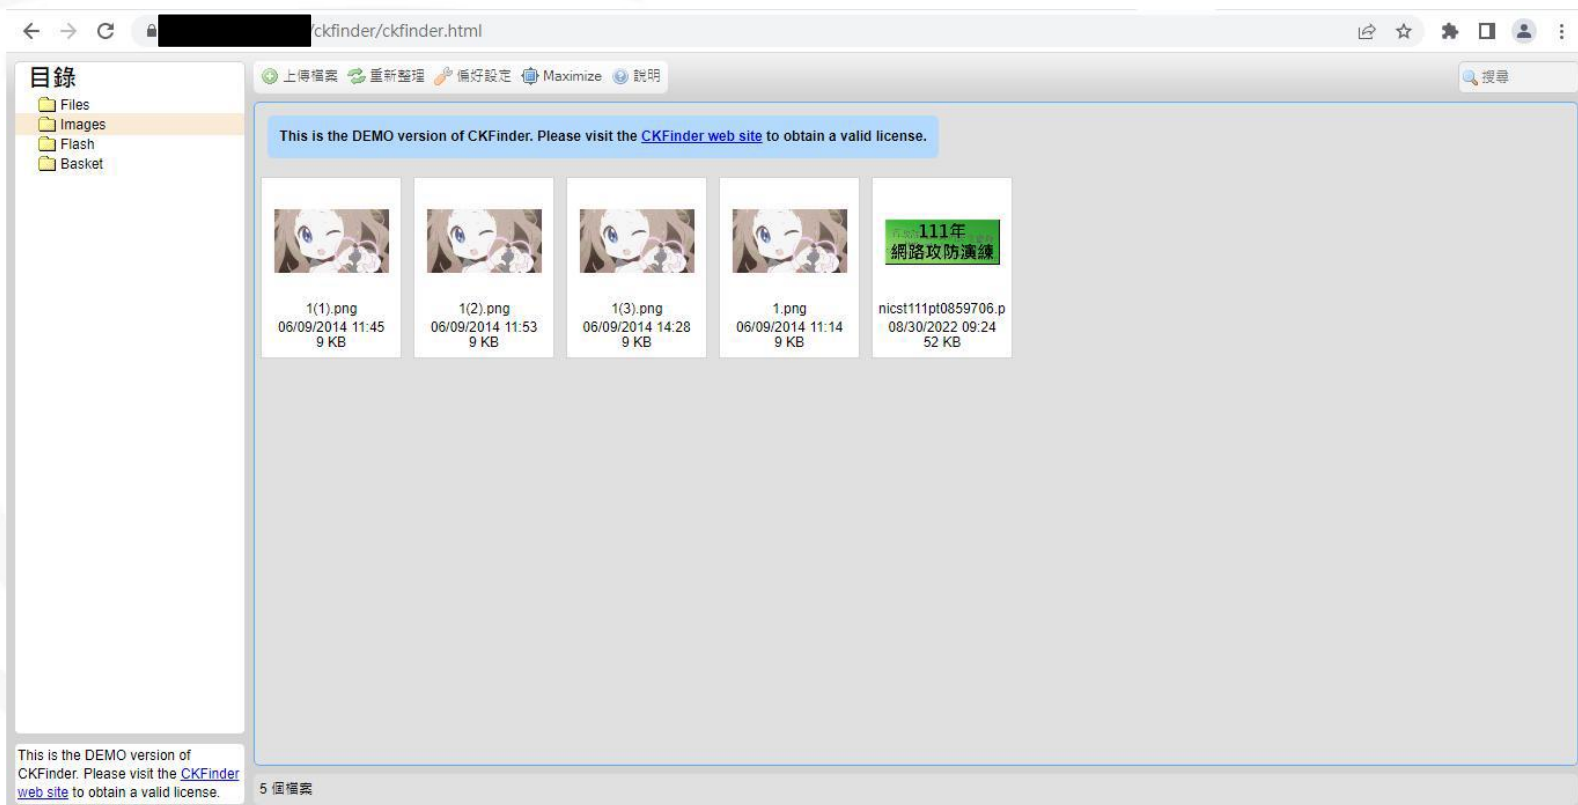 /ckfinder/ckfinder.html
目錄
Files
Images
Flash
Basket
上傳檔案 重新整理 偏好設定 Maximize 說明
搜尋
This is the DEMO version of CKFinder. Please visit the CKFinder web site to obtain a valid license.
1(1).png
06/09/2014 11:45
9 KB
1(2).png
06/09/2014 11:53
9 KB
1(3).png
06/09/2014 14:28
9 KB
1.png
06/09/2014 11:14
9 KB
111年
網路攻防演練
nicst111pt0859706.p
08/30/2022 09:24
52 KB
This is the DEMO version of
CKFinder. Please visit the CKFinder
web site to obtain a valid license.
5 個檔案